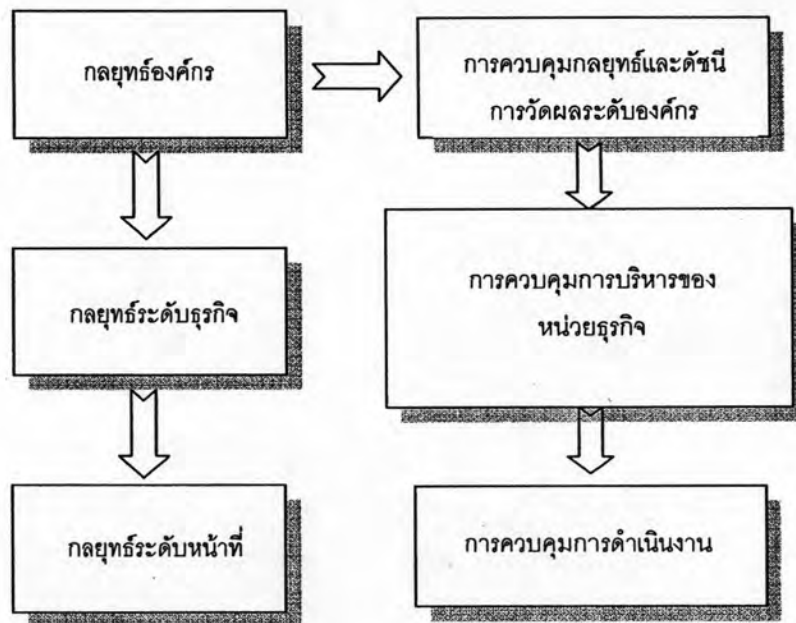 กลยุทธ์องค์กร
การควบคุมกลยุทธ์และดัชนี
การวัดผลระดับองค์กร
กลยุทธ์ระดับธุรกิจ
การควบคุมการบริหารของ
หน่วยธุรกิจ
กลยุทธ์ระดับหน้าที่
การควบคุมการดำเนินงาน